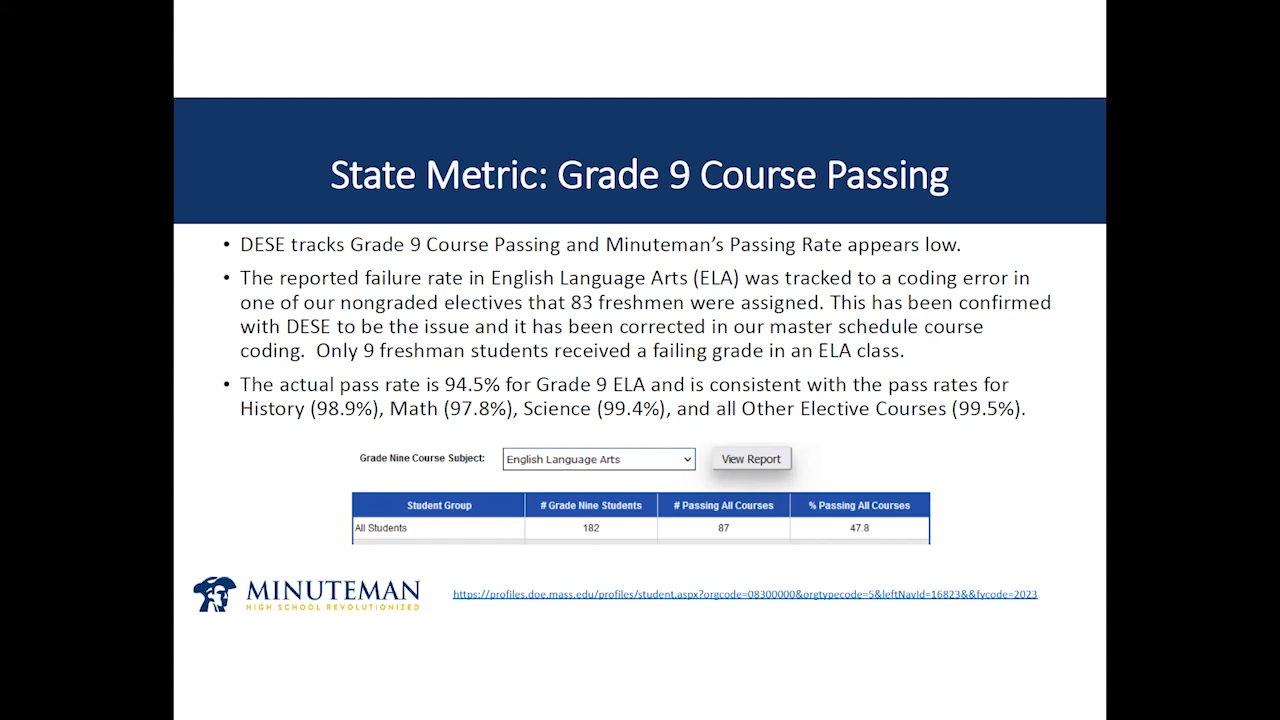 State Metric: Grade 9 Course Passing
• DESE tracks Grade 9 Course Passing and Minuteman’s Passing Rate appears low.
• The reported failure rate in English Language Arts (ELA) was tracked to a coding error in
one of our nongraded electives that 83 freshmen were assigned. This has been confirmed
with DESE to be the issue and it has been corrected in our master schedule course
coding.  Only 9 freshman students received a failing grade in an ELA class.
• The actual pass rate is 94.5% for Grade 9 ELA and is consistent with the pass rates for
History (98.9%), Math (97.8%), Science (99.4%), and all Other Elective Courses (99.5%).
Grade Nine Course Subject: English Language Arts View Report
Student Group # Grade Nine Students # Passing All Courses % Passing All Courses
All Students 182 87 47.8
MINUTEMAN
HIGH SCHOOL REVOLUTIONIZED
https://profiles.doe.mass.edu/profiles/student.aspx?orgcode=08300000&orgtypecode=5&leftNavId=16823&&fycode=2023